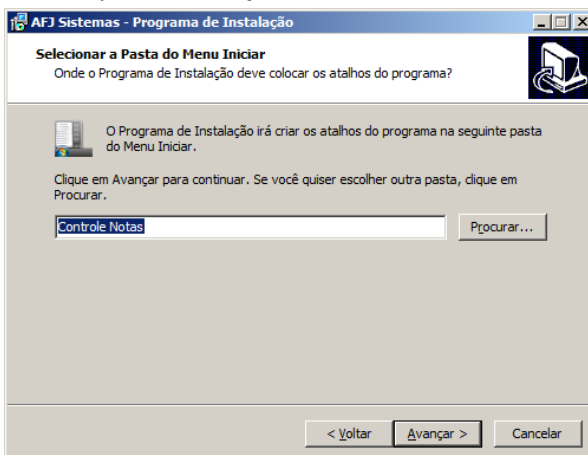 AFJ Sistemas - Programa de Instalação
Selecionar a Pasta do Menu Iniciar
Onde o Programa de Instalação deve colocar os atalhos do programa?
O Programa de Instalação irá criar os atalhos do programa na seguinte pasta
do Menu Iniciar.
Clique em Avançar para continuar. Se você quiser escolher outra pasta, clique em
Procurar.
Controle Notas
Procurar...
< Voltar
Avançar >
Cancelar